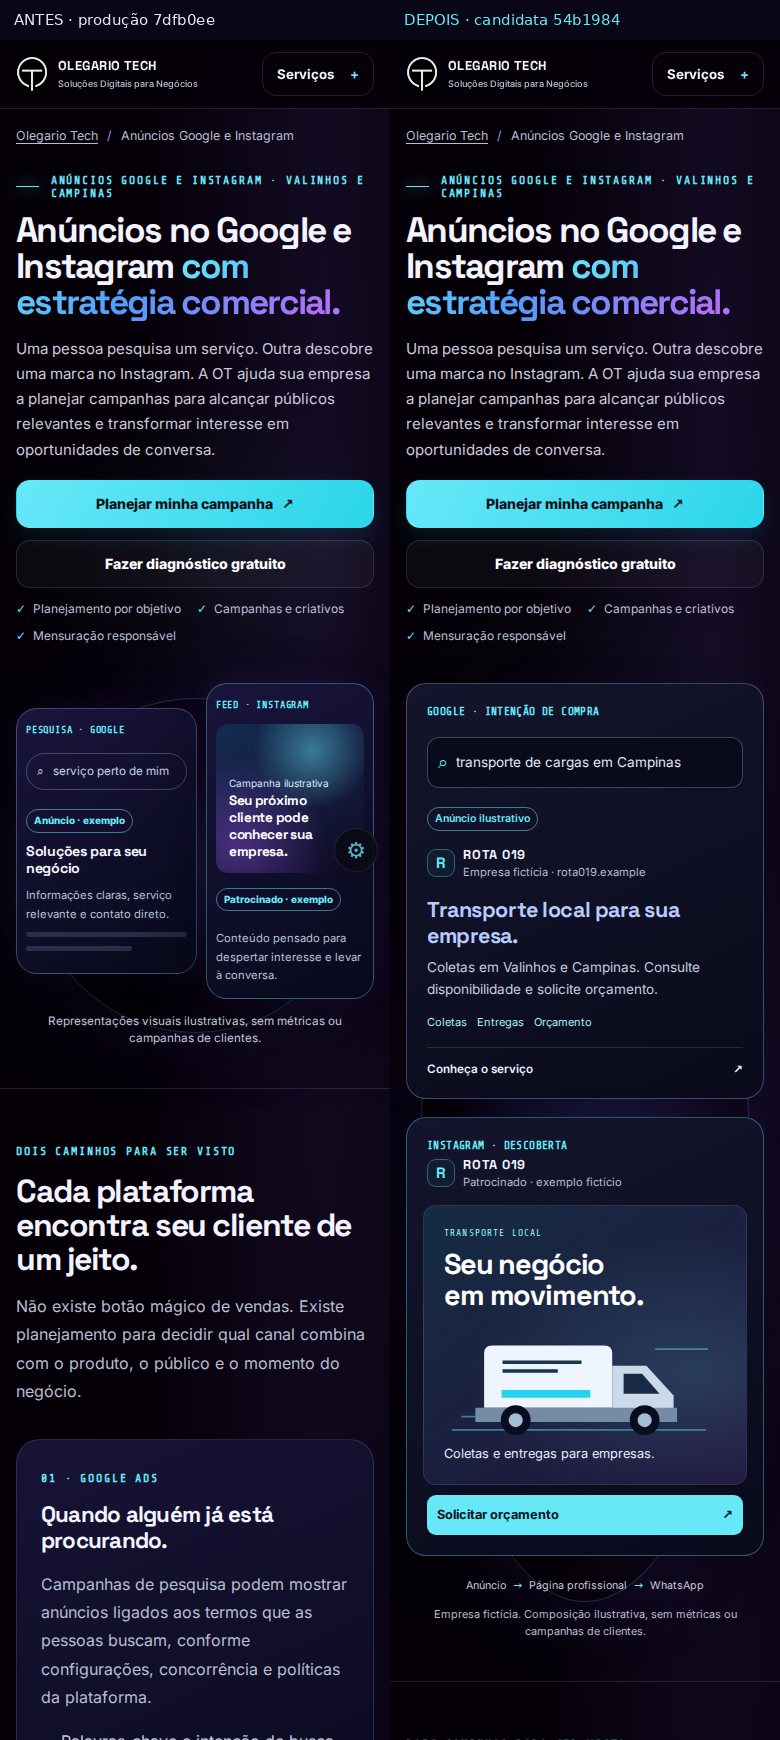 ANTES · produção 7dfb0ee
OLEGARIO TECH
Soluções Digitais para Negócios
Serviços +
Olegario Tech / Anúncios Google e Instagram
ANÚNCIOS GOOGLE E INSTAGRAM · VALINHOS E
CAMPINAS
Anúncios no Google e
Instagram com
estratégia comercial.
Uma pessoa pesquisa um serviço. Outra descobre
uma marca no Instagram. A OT ajuda sua empresa
a planejar campanhas para alcançar públicos
relevantes e transformar interesse em
oportunidades de conversa.
Planejar minha campanha ↗
Fazer diagnóstico gratuito
✓ Planejamento por objetivo ✓ Campanhas e criativos
✓ Mensuração responsável
PESQUISA · GOOGLE
serviço perto de mim
Anúncio · exemplo
Soluções para seu
negócio
Informações claras, serviço
relevante e contato direto.
FEED · INSTAGRAM
Campanha ilustrativa
Seu próximo
cliente pode
conhecer sua
empresa.
Patrocinado · exemplo
Conteúdo pensado para
despertar interesse e levar
à conversa.
Representações visuais ilustrativas, sem métricas ou
campanhas de clientes.
DOIS CAMINHOS PARA SER VISTO
Cada plataforma
encontra seu cliente de
um jeito.
Não existe botão mágico de vendas. Existe
planejamento para decidir qual canal combina
com o produto, o público e o momento do
negócio.
01 · GOOGLE ADS
Quando alguém já está
procurando.
Campanhas de pesquisa podem mostrar
anúncios ligados aos termos que as
pessoas buscam, conforme
configurações, concorrência e políticas
da plataforma.
Palavras-chave e intenção de busca
DEPOIS · candidata 54b1984
OLEGARIO TECH
Soluções Digitais para Negócios
Serviços +
Olegario Tech / Anúncios Google e Instagram
ANÚNCIOS GOOGLE E INSTAGRAM · VALINHOS E
CAMPINAS
Anúncios no Google e
Instagram com
estratégia comercial.
Uma pessoa pesquisa um serviço. Outra descobre
uma marca no Instagram. A OT ajuda sua empresa
a planejar campanhas para alcançar públicos
relevantes e transformar interesse em
oportunidades de conversa.
Planejar minha campanha ↗
Fazer diagnóstico gratuito
✓ Planejamento por objetivo ✓ Campanhas e criativos
✓ Mensuração responsável
GOOGLE · INTENÇÃO DE COMPRA
transporte de cargas em Campinas
Anúncio ilustrativo
R ROTA 019
Empresa fictícia · rota019.example
Transporte local para sua
empresa.
Coletas em Valinhos e Campinas. Consulte
disponibilidade e solicite orçamento.
Coletas Entregas Orçamento
Conheça o serviço ↗
INSTAGRAM · DESCOBERTA
R ROTA 019
Patrocinado · exemplo fictício
TRANSPORTE LOCAL
Seu negócio
em movimento.
Coletas e entregas para empresas.
Solicitar orçamento ↗
Anúncio → Página profissional → WhatsApp
Empresa fictícia. Composição ilustrativa, sem métricas ou
campanhas de clientes.